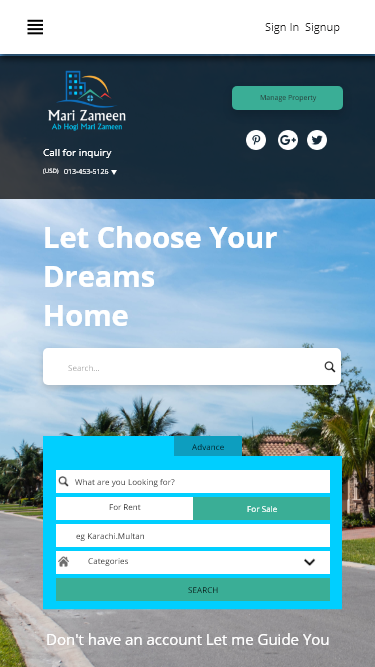 Sign In Signup
Manage Property
Mari Zameen
Ab Hogi Mari Zameen
Call for inquiry
(USD) 013-453-5126
Let Choose Your
Dreams
Home
Search...
Advance
What are you Looking for?
For Rent For Sale
eg Karachi.Multan
Categories
SEARCH
Don't have an account Let me Guide You